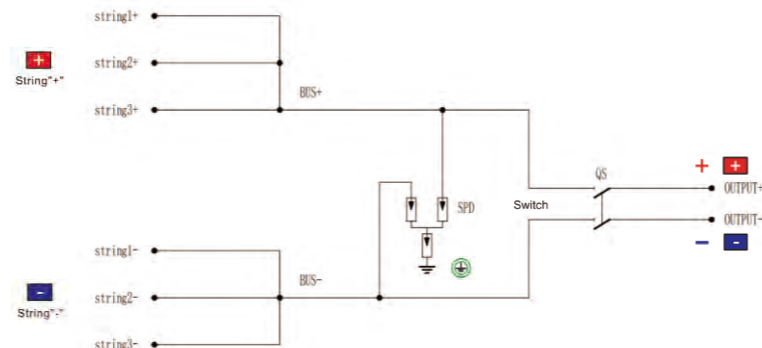 string1+
string2+
+
String"+"
string3+
BUS+
+
+
QS
OUTPUT+
SPD
Switch
OUTPUT-
-
-
string1-
BUS-
-
string2-
String"-"
string3-